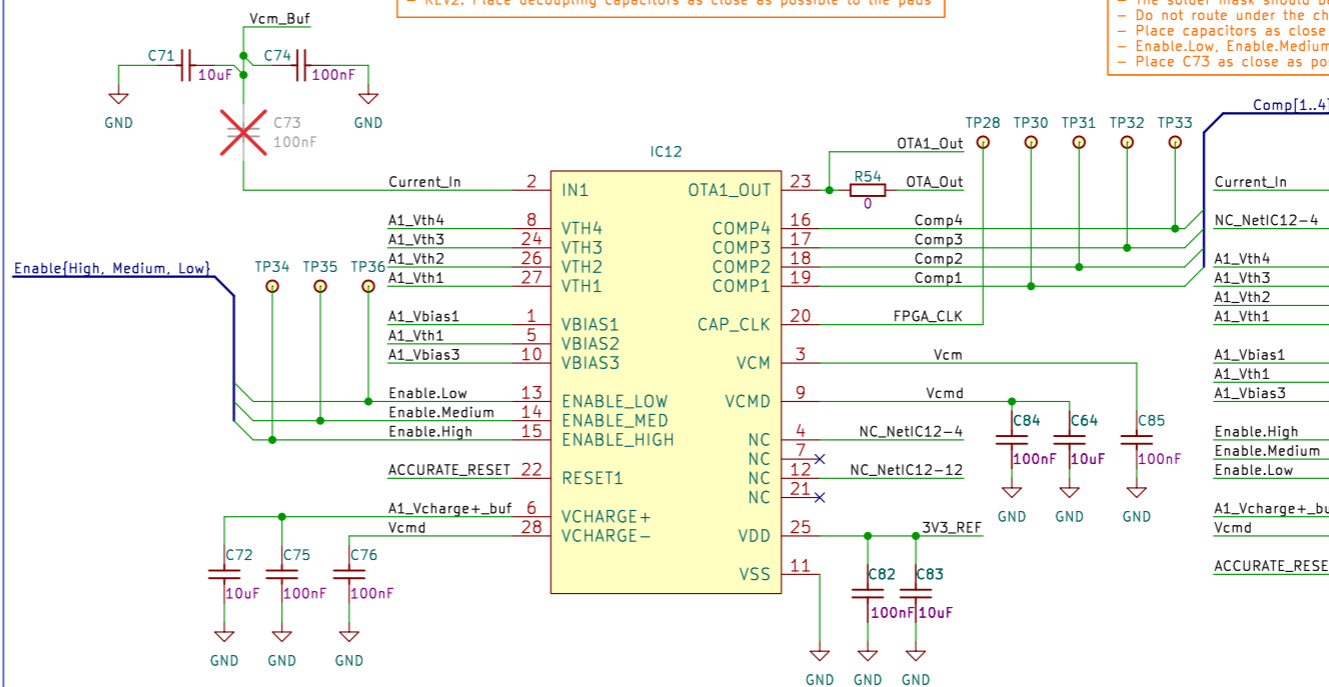 – REV2: Place decoupling capacitors as close as possible to the pads
– Do not route under the ch
– Place capacitors as close
– Enable.Low, Enable.Medium
– Place C73 as close as pos
Vcm_Buf
C71
10uF
C74
100nF
GND
GND
C73
100nF
Comp[1..4]
TP28
TP30
TP31
TP32
TP33
IC12
Current_In
2
IN1
OTA1_OUT
23
OTA1_Out
R54
0
OTA_Out
A1_Vth4
8
VTH4
COMP4
16
Comp4
A1_Vth3
24
VTH3
COMP3
17
Comp3
A1_Vth2
26
VTH2
COMP2
18
Comp2
A1_Vth1
27
VTH1
COMP1
19
Comp1
Enable{High, Medium, Low}
TP34
TP35
TP36
A1_Vbias1
1
VBIAS1
CAP_CLK
20
FPGA_CLK
A1_Vth1
5
VBIAS2
A1_Vbias3
10
VBIAS3
VCM
3
Vcm
Enable.Low
13
ENABLE_LOW
VCMD
9
Vcmd
Enable.Medium
14
ENABLE_MED
Enable.High
15
ENABLE_HIGH
NC
4
NC_NetIC12–4
NC
7
ACCURATE_RESET
22
RESET1
NC
12
NC_NetIC12–12
NC
21
A1_Vcharge+_buf
6
VCHARGE+
Vcmd
28
VCHARGE–
VDD
25
3V3_REF
VSS
11
C84
100nF
C64
10uF
C85
100nF
GND
GND
GND
C72
10uF
C75
100nF
C76
100nF
GND
GND
GND
C82
100nF
C83
10uF
GND
GND
GND
Current_In
NC_NetIC12–4
A1_Vth4
A1_Vth3
A1_Vth2
A1_Vth1
A1_Vbias1
A1_Vth1
A1_Vbias3
Enable.High
Enable.Medium
Enable.Low
A1_Vcharge+_bu
Vcmd
ACCURATE_RESE